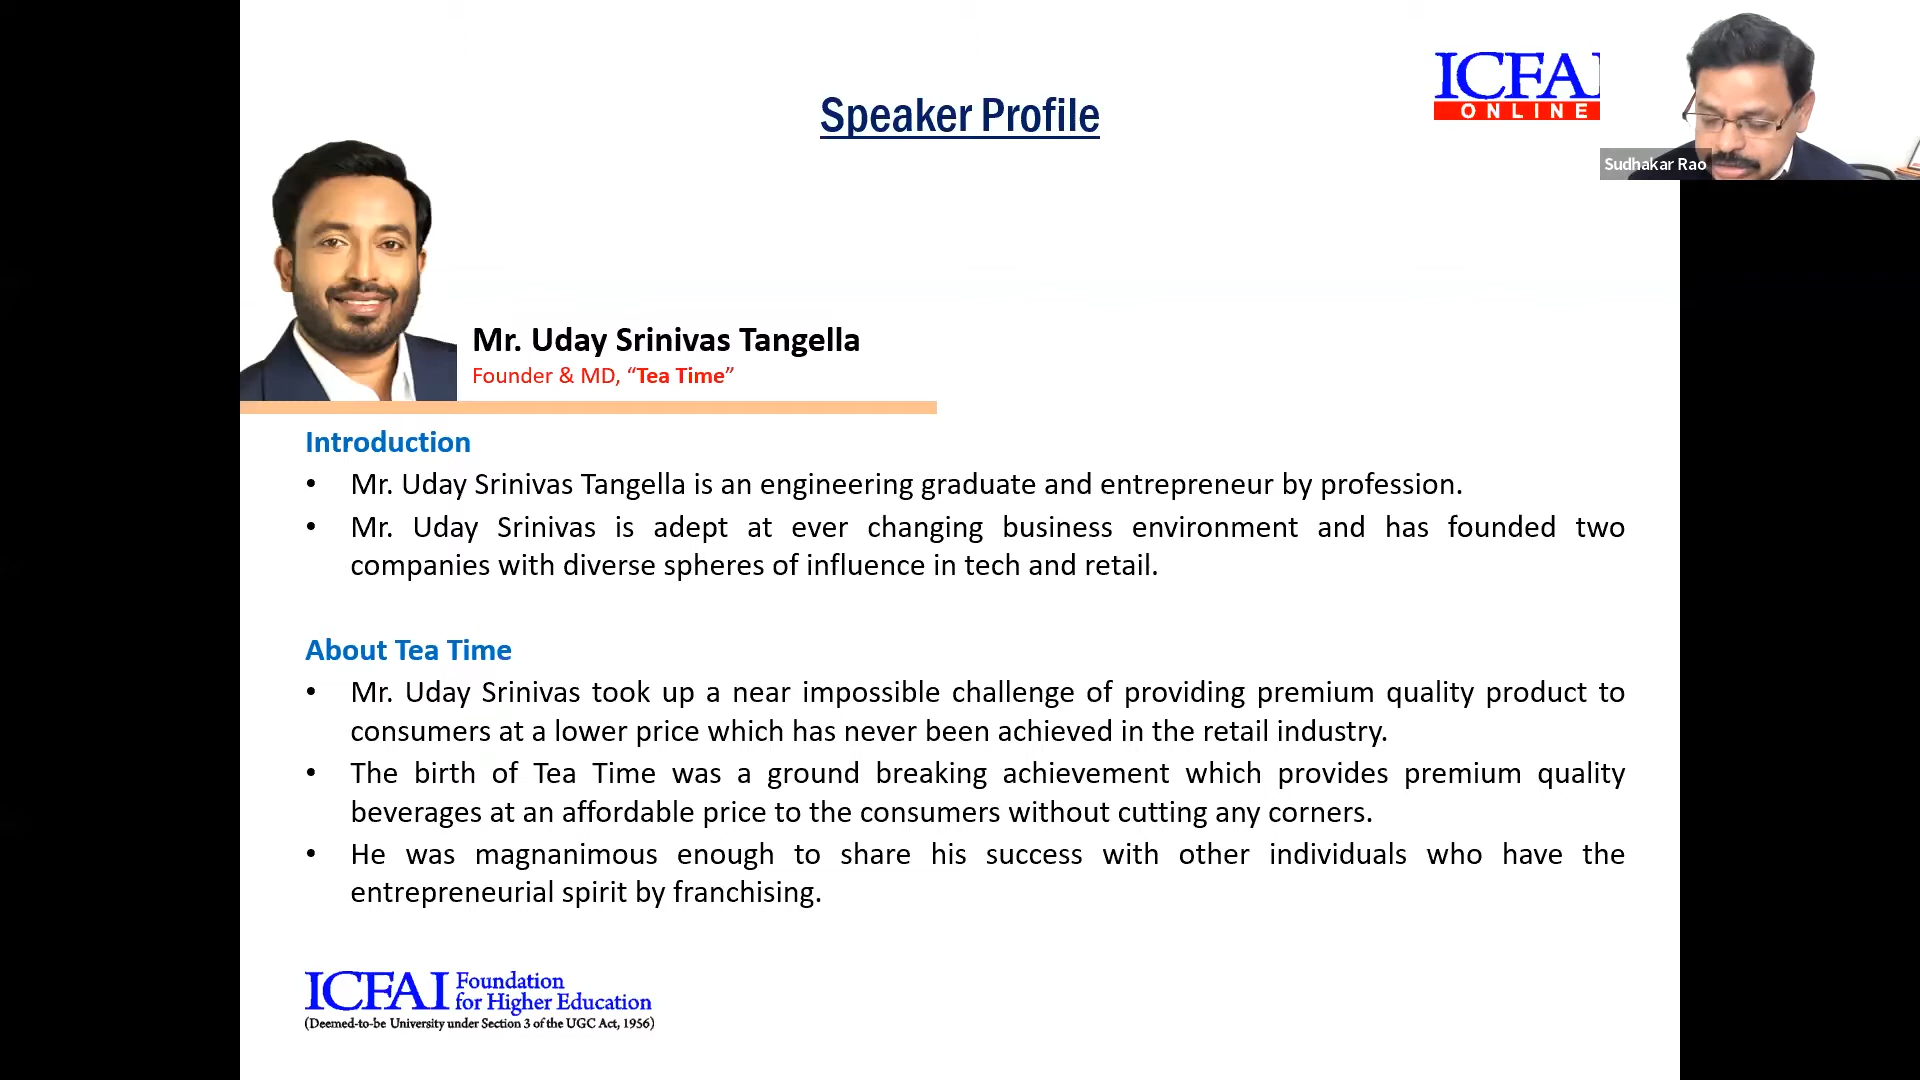 Speaker Profile
ICFAI
ONLINE
Sudhakar Rao
Mr. Uday Srinivas Tangella
Founder & MD, “Tea Time”
Introduction
• Mr. Uday Srinivas Tangella is an engineering graduate and entrepreneur by profession.
• Mr. Uday Srinivas is adept at ever changing business environment and has founded two
companies with diverse spheres of influence in tech and retail.
About Tea Time
• Mr. Uday Srinivas took up a near impossible challenge of providing premium quality product to
consumers at a lower price which has never been achieved in the retail industry.
• The birth of Tea Time was a ground breaking achievement which provides premium quality
beverages at an affordable price to the consumers without cutting any corners.
• He was magnanimous enough to share his success with other individuals who have the
entrepreneurial spirit by franchising.
ICFAI Foundation
for Higher Education
(Deemed-to-be University under Section 3 of the UGC Act, 1956)